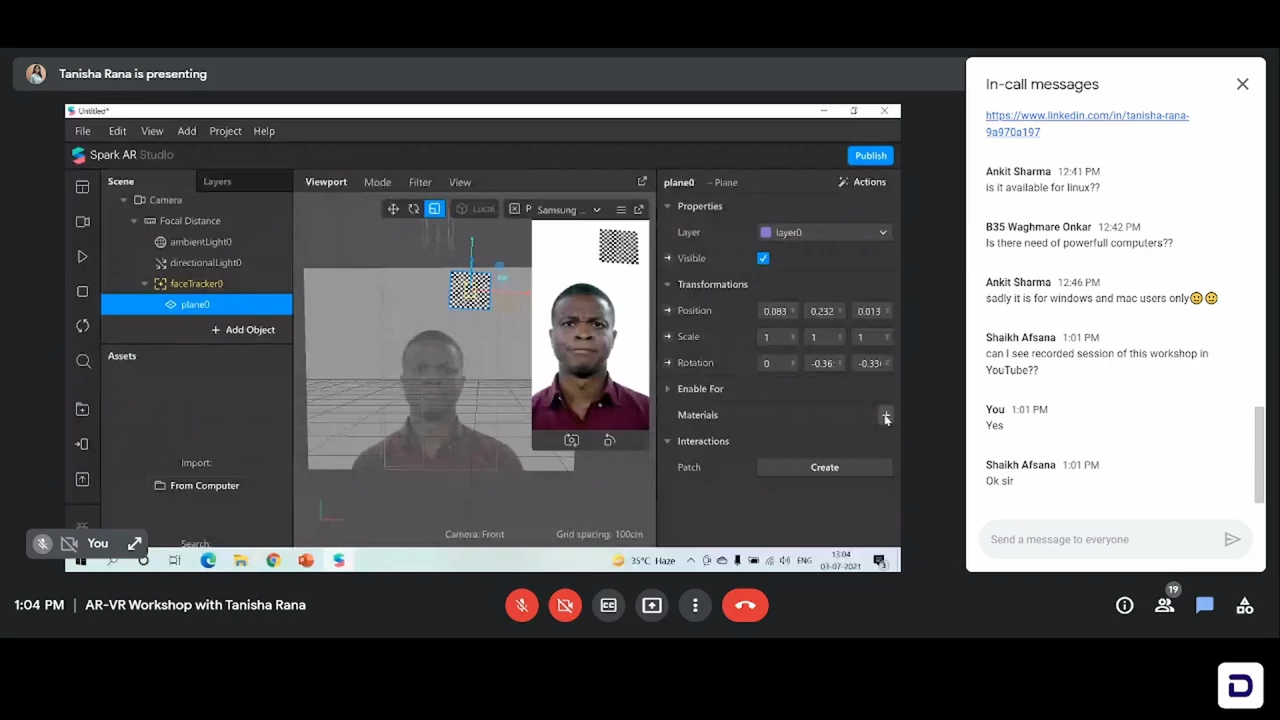 Tanisha Rana is presenting
Untitled*
File Edit View Add Project Help
Spark AR Studio
Publish
Scene Layers
Camera
Focal Distance
ambientLight0
directionalLight0
faceTracker0
plane0
+ Add Object
Assets
Import:
From Computer
Search:
Viewport Mode Filter View
Local
P Samsung ...
Camera: Front Grid spacing: 100cm
plane0 – Plane Actions
Properties
Layer layer0
Visible
Transformations
Position 0.083 0.232 0.013
Scale 1 1 1
Rotation 0 -0.36
Enable For
Materials +
Interactions
Patch Create
You
35°C Haze ENG 13:04
03-07-2021
In-call messages
https://www.linkedin.com/in/tanisha-rana-
9a970a197
Ankit Sharma 12:41 PM
is it available for linux??
B35 Waghmare Onkar 12:42 PM
Is there need of powerfull computers??
Ankit Sharma 12:46 PM
sadly it is for windows and mac users only
Shaikh Afsana 1:01 PM
can I see recorded session of this workshop in
YouTube??
You 1:01 PM
Yes
Shaikh Afsana 1:01 PM
Ok sir
Send a message to everyone
1:04 PM | AR-VR Workshop with Tanisha Rana
19